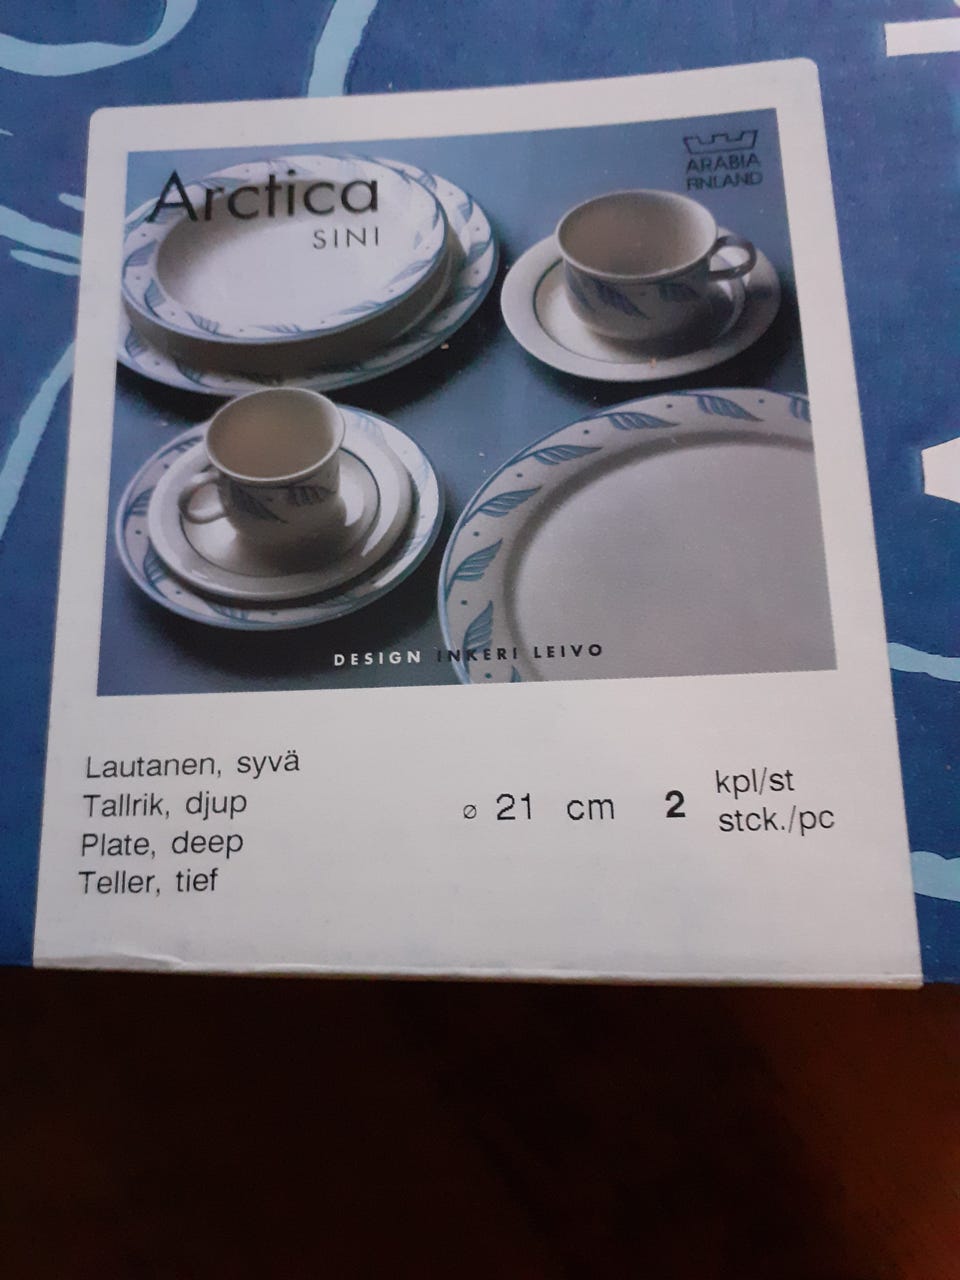 Arctica
SINI
ARABIA
FINLAND
DESIGN INKERI LEIVO
Lautanen, syvä
Tallrik, djup
Plate, deep
Teller, tief
⌀ 21 cm 2
kpl/st
stck./pc